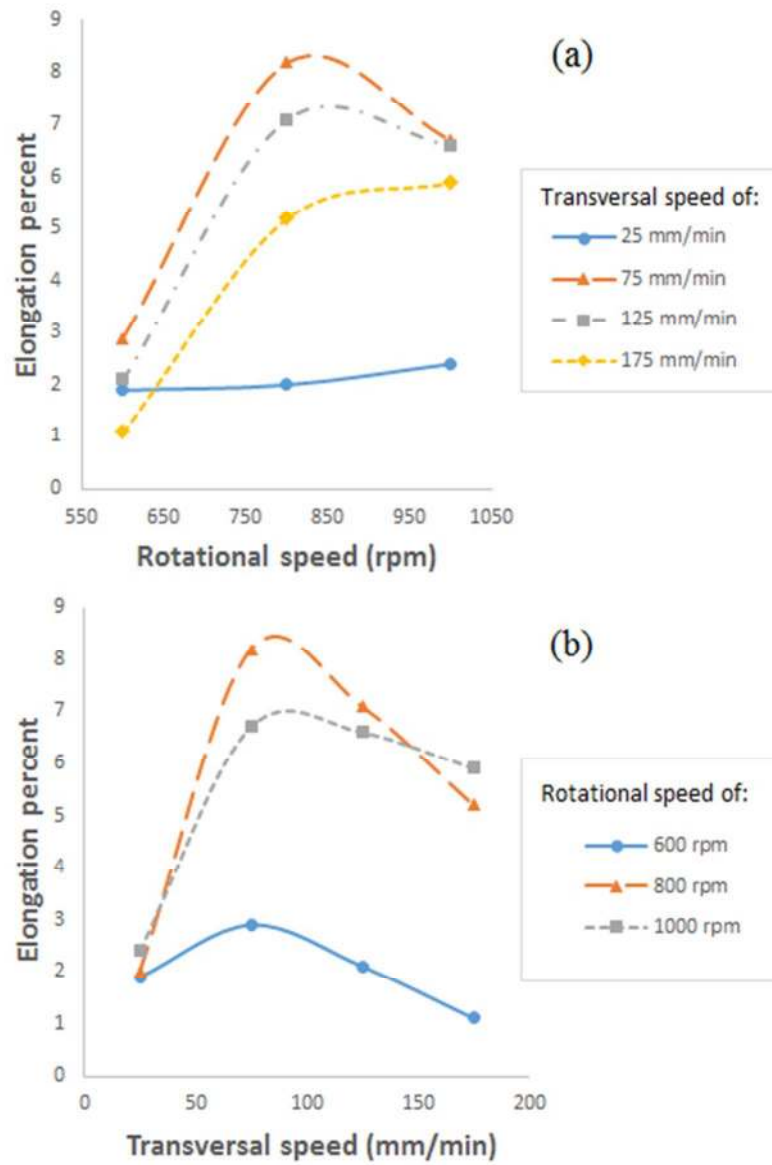 (a)
9
8
7
6
5
4
3
2
1
0
Elongation percent
550 650 750 850 950 1050
Rotational speed (rpm)
Transversal speed of:
25 mm/min
75 mm/min
125 mm/min
175 mm/min
(b)
9
8
7
6
5
4
3
2
1
0
Elongation percent
0 50 100 150 200
Transversal speed (mm/min)
Rotational speed of:
600 rpm
800 rpm
1000 rpm